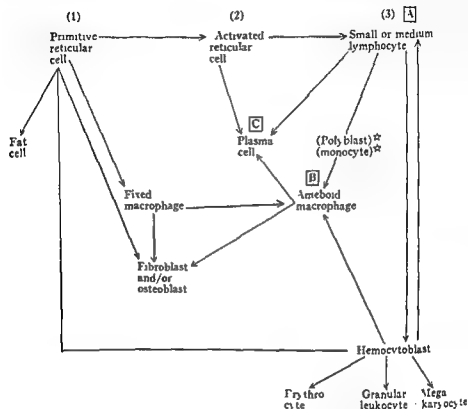 (1) (2) (3) A
Primitive reticular cell
Activated reticular cell
Small or medium lymphocyte
Fat cell
C
Plasma cell
(Polyblast)☆
(monocyte)☆
B
Fixed macrophage
Ameboid macrophage
Fibroblast and/or osteoblast
Hemocytoblast
Erythro cyte
Granular leukocyte
Mega karyocyte